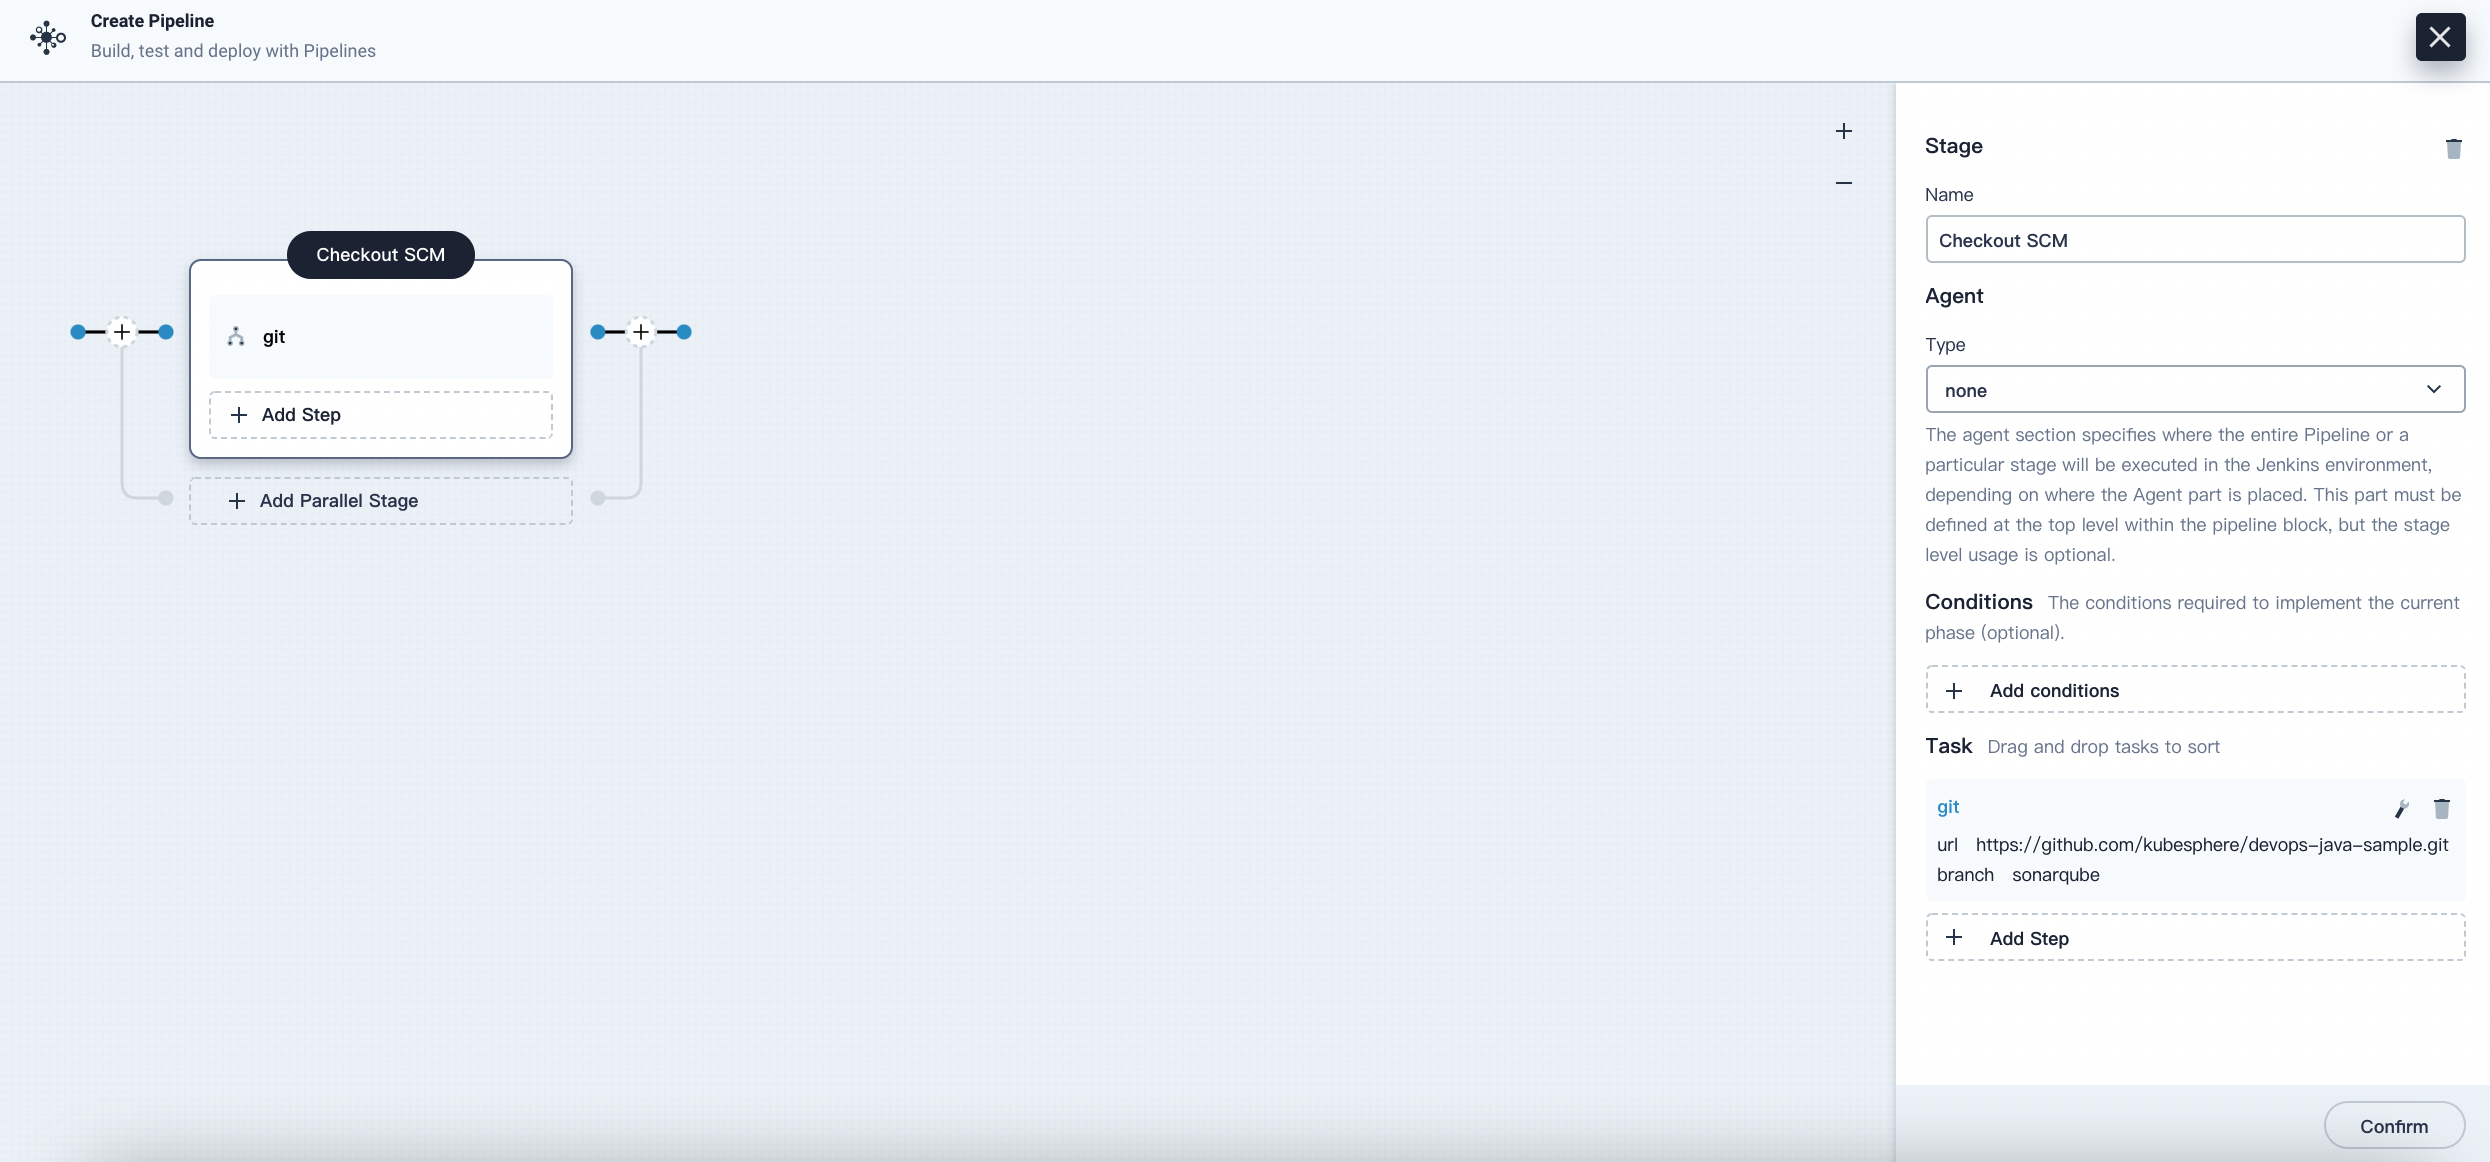 Create Pipeline
Build, test and deploy with Pipelines
Checkout SCM
git
Add Step
Add Parallel Stage
Stage
Name
Checkout SCM
Agent
Type
none
The agent section specifies where the entire Pipeline or a
particular stage will be executed in the Jenkins environment,
depending on where the Agent part is placed. This part must be
defined at the top level within the pipeline block, but the stage
level usage is optional.
Conditions The conditions required to implement the current
phase (optional).
Add conditions
Task Drag and drop tasks to sort
git
url https://github.com/kubesphere/devops-java-sample.git
branch sonarqube
Add Step
Confirm